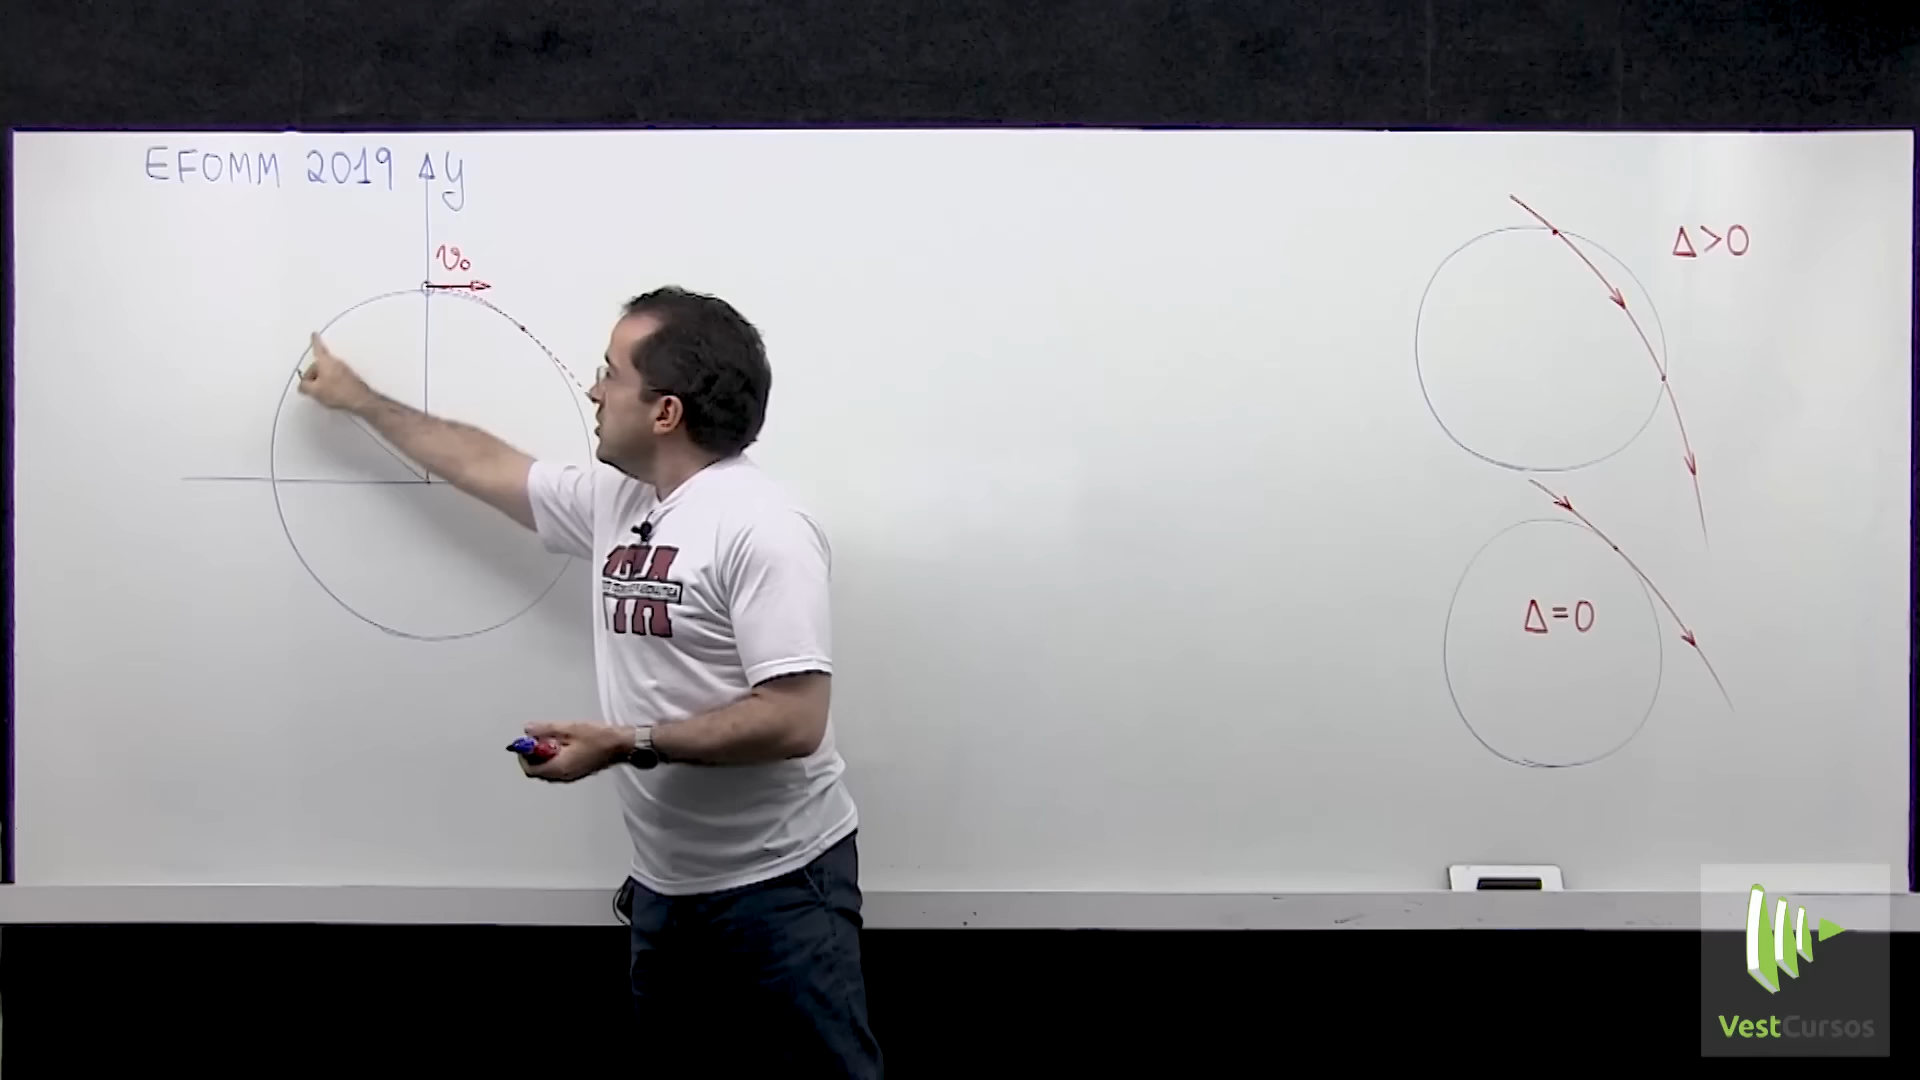 EFOMM 2019 y
v₀
Δ>0
Δ=0
VestCursos